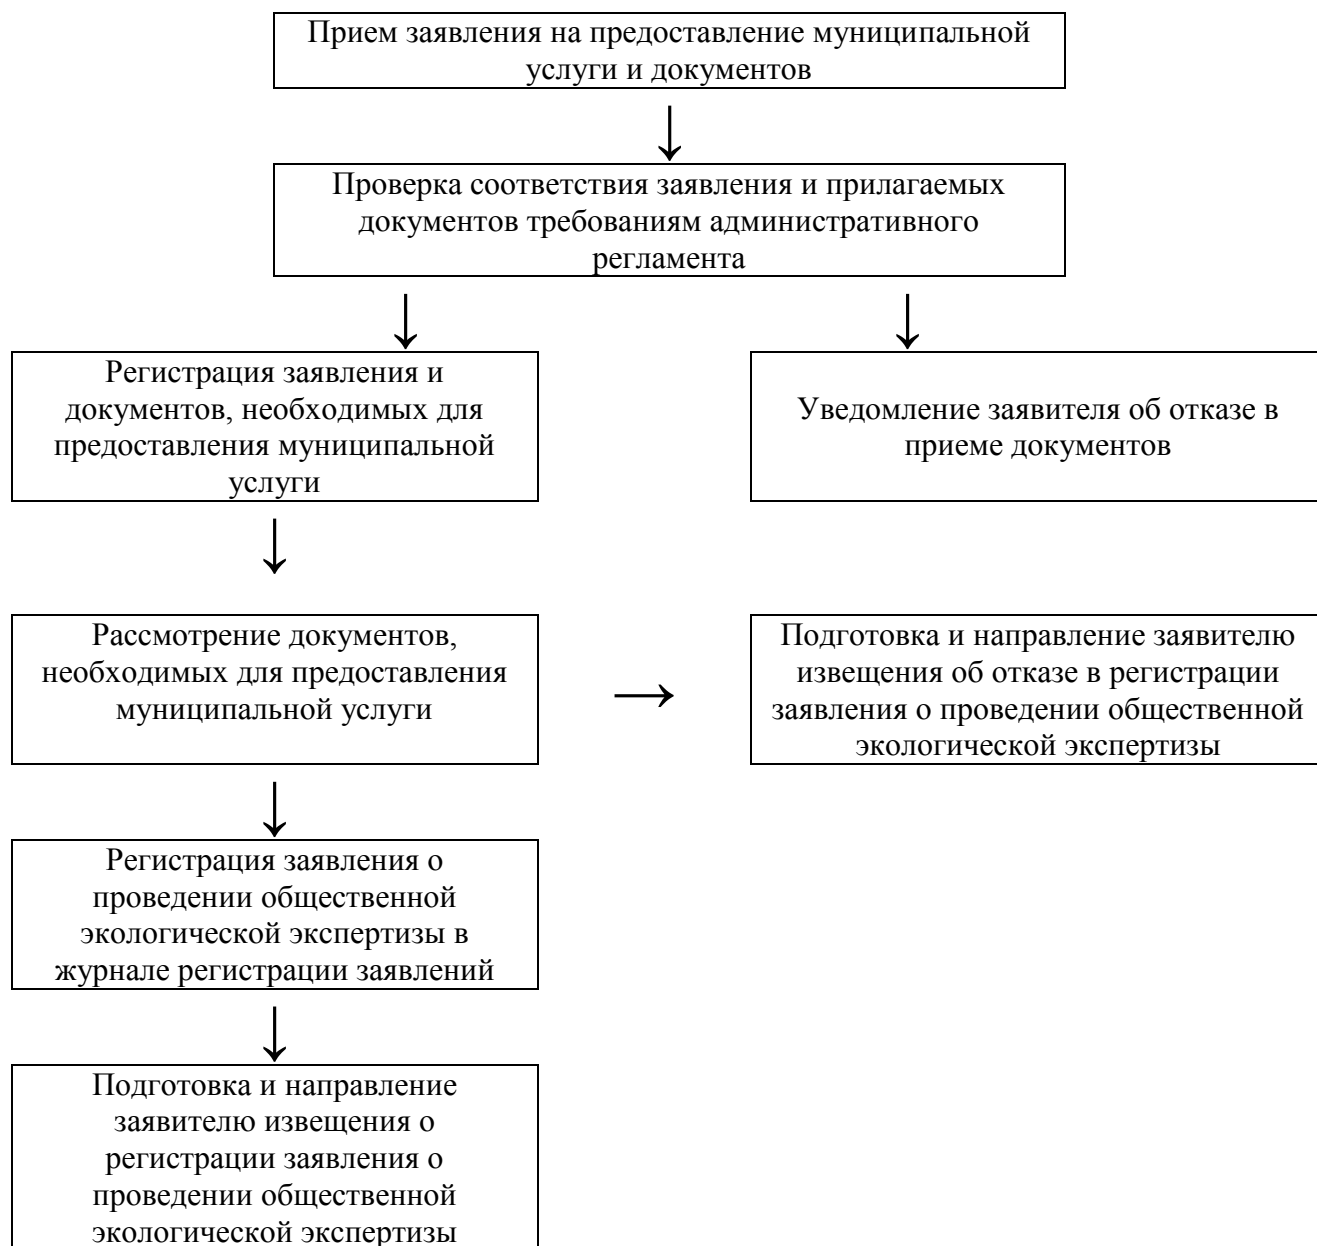 Прием заявления на предоставление муниципальной
услуги и документов
Проверка соответствия заявления и прилагаемых
документов требованиям административного
регламента
Регистрация заявления и
документов, необходимых для
предоставления муниципальной
услуги
Уведомление заявителя об отказе в
приеме документов
Рассмотрение документов,
необходимых для предоставления
муниципальной услуги
Подготовка и направление заявителю
извещения об отказе в регистрации
заявления о проведении общественной
экологической экспертизы
Регистрация заявления о
проведении общественной
экологической экспертизы в
журнале регистрации заявлений
Подготовка и направление
заявителю извещения о
регистрации заявления о
проведении общественной
экологической экспертизы